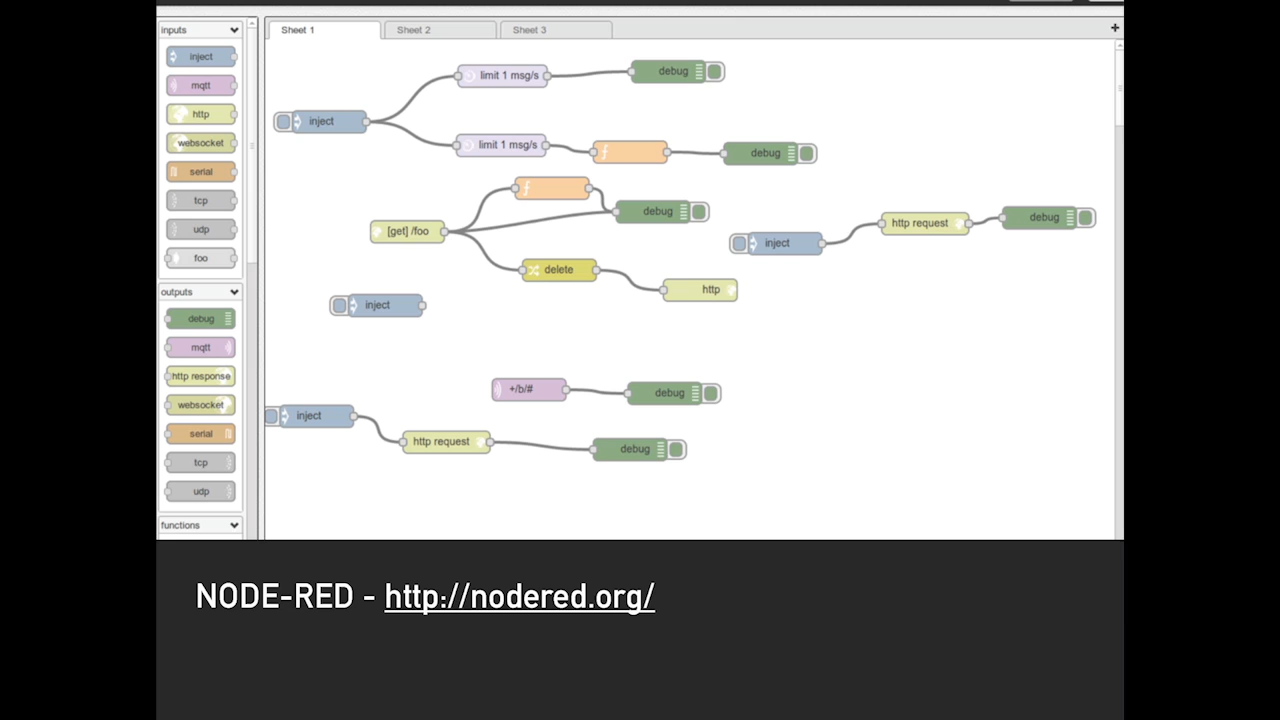 inputs
Sheet 1
Sheet 2
Sheet 3
+
inject
mqtt
http
websocket
serial
tcp
udp
foo
outputs
debug
mqtt
http response
websocket
serial
tcp
udp
functions
limit 1 msg/s
debug
inject
limit 1 msg/s
f
debug
f
debug
[get] /foo
http request
debug
inject
delete
http
inject
+/b/#
debug
inject
http request
debug
NODE-RED - http://nodered.org/